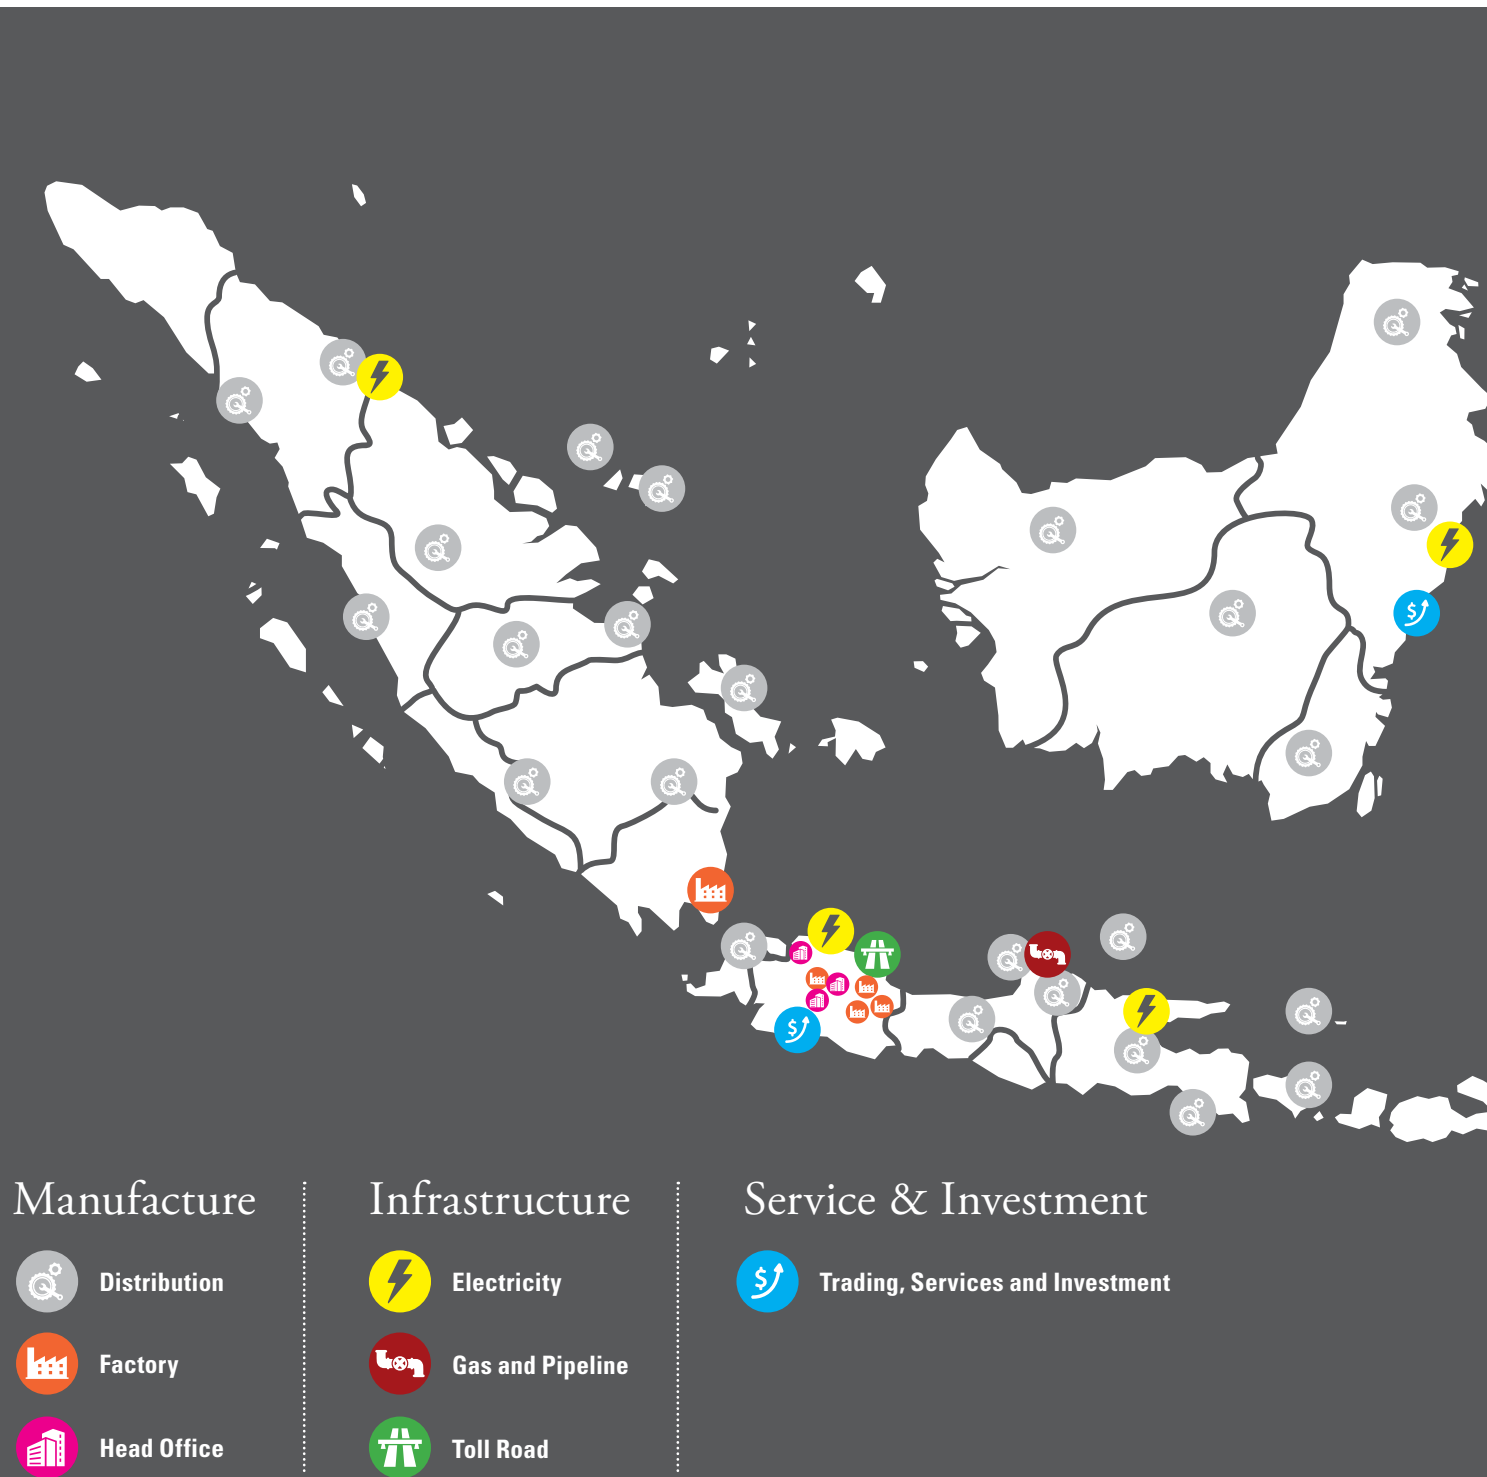 Manufacture
Distribution
Factory
Head Office
Infrastructure
Electricity
Gas and Pipeline
Toll Road
Service & Investment
Trading, Services and Investment